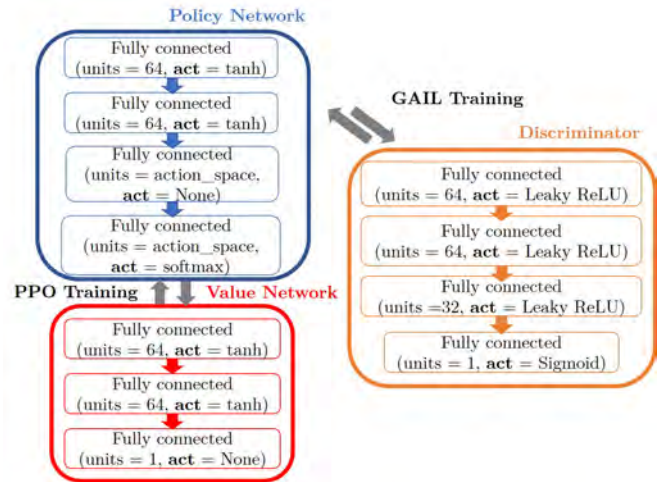 Policy Network
Fully connected
(units = 64, act = tanh)
Fully connected
(units = 64, act = tanh)
Fully connected
(units = action_space,
act = None)
Fully connected
(units = action_space,
act = softmax)
GAIL Training
Discriminator
Fully connected
(units = 64, act = Leaky ReLU)
Fully connected
(units = 64, act = Leaky ReLU)
Fully connected
(units =32, act = Leaky ReLU)
Fully connected
(units = 1, act = Sigmoid)
PPO Training
Value Network
Fully connected
(units = 64, act = tanh)
Fully connected
(units = 64, act = tanh)
Fully connected
(units = 1, act = None)